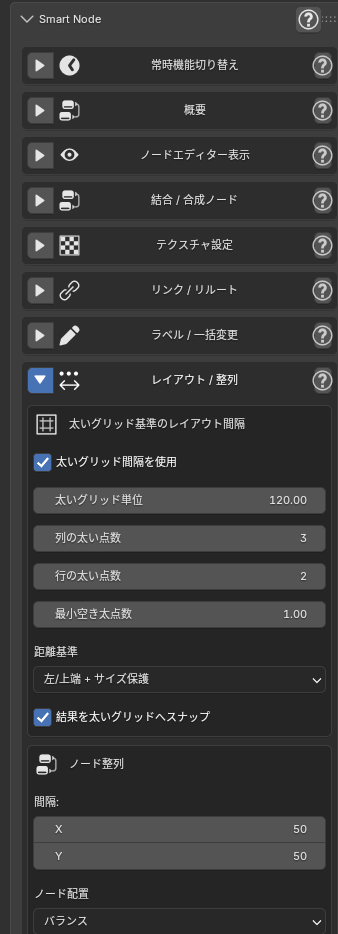 Smart Node
常時機能切り替え
概要
ノードエディター表示
結合 / 合成ノード
テクスチャ設定
リンク / リルート
ラベル / 一括変更
レイアウト / 整列
太いグリッド基準のレイアウト間隔
太いグリッド間隔を使用
太いグリッド単位 120.00
列の太い点数 3
行の太い点数 2
最小空き太点数 1.00
距離基準
左/上端 + サイズ保護
結果を太いグリッドへスナップ
ノード整列
間隔:
X 50
Y 50
ノード配置
バランス